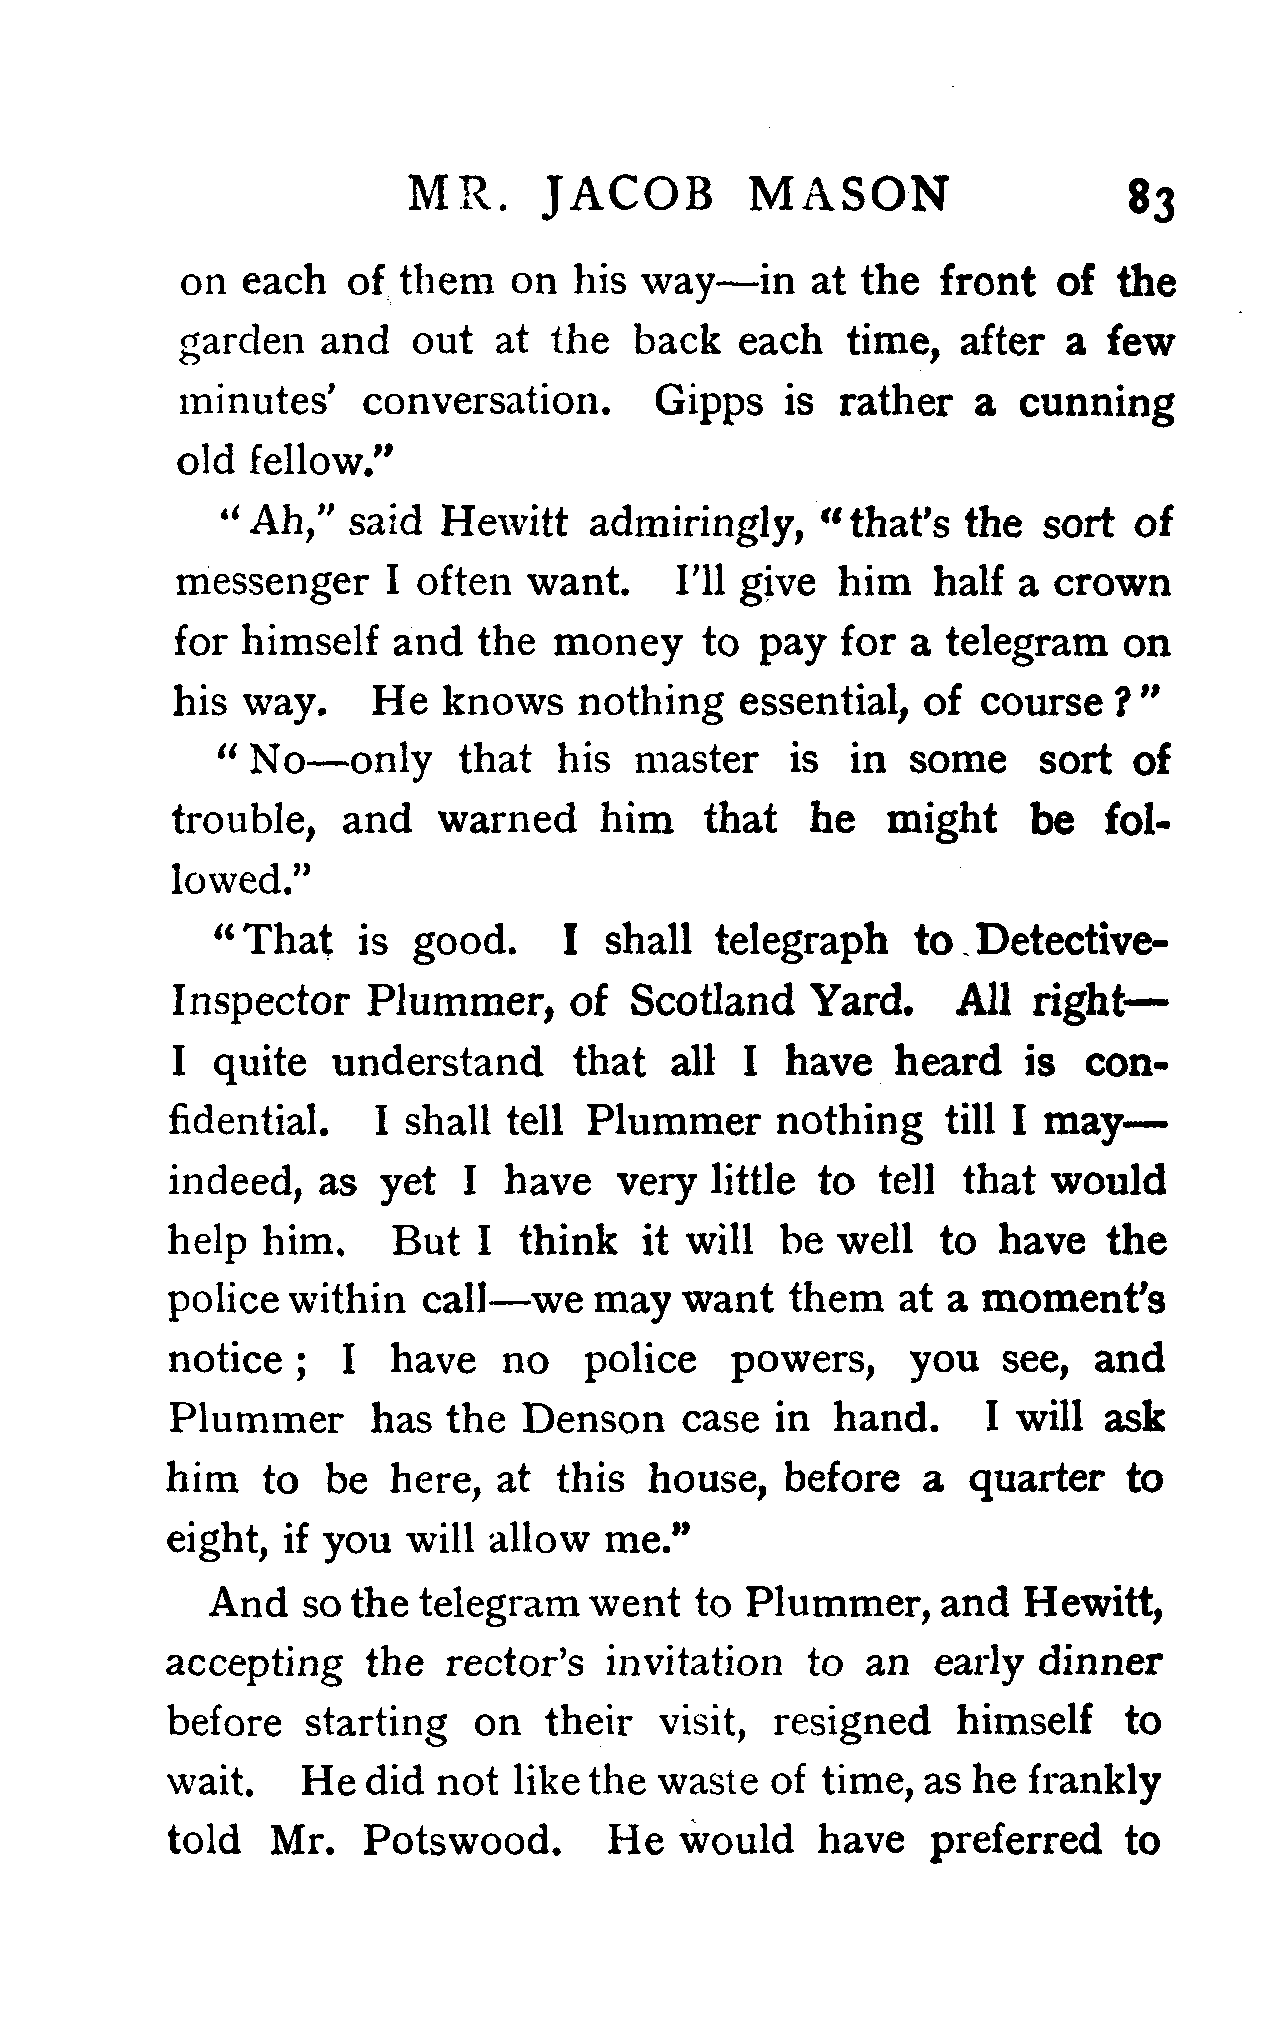 MR. JACOB MASON 83
on each of them on his way—in at the front of the
garden and out at the back each time, after a few
minutes' conversation. Gipps is rather a cunning
old fellow."
" Ah," said Hewitt admiringly, "that's the sort of
messenger I often want. I'll give him half a crown
for himself and the money to pay for a telegram on
his way. He knows nothing essential, of course ? "
" No—only that his master is in some sort of
trouble, and warned him that he might be fol-
lowed."
"That is good. I shall telegraph to Detective-
Inspector Plummer, of Scotland Yard. All right—
I quite understand that all I have heard is con-
fidential. I shall tell Plummer nothing till I may—
indeed, as yet I have very little to tell that would
help him. But I think it will be well to have the
police within call—we may want them at a moment's
notice ; I have no police powers, you see, and
Plummer has the Denson case in hand. I will ask
him to be here, at this house, before a quarter to
eight, if you will allow me."
And so the telegram went to Plummer, and Hewitt,
accepting the rector's invitation to an early dinner
before starting on their visit, resigned himself to
wait. He did not like the waste of time, as he frankly
told Mr. Potswood. He would have preferred to